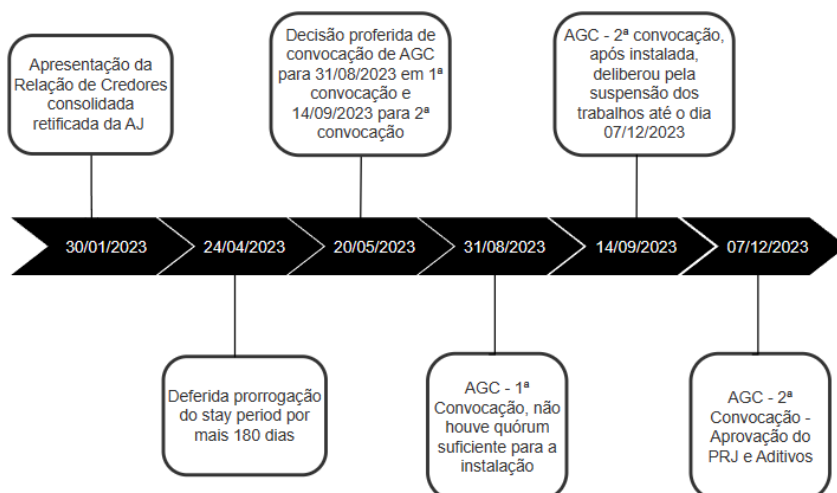 Apresentação da
Relação de Credores
consolidada
retificada da AJ
Decisão proferida de
convocação de AGC
para 31/08/2023 em 1ª
convocação e
14/09/2023 para 2ª
convocação
AGC - 2ª convocação,
após instalada,
deliberou pela
suspensão dos
trabalhos até o dia
07/12/2023
30/01/2023
24/04/2023
20/05/2023
31/08/2023
14/09/2023
07/12/2023
Deferida prorrogação
do stay period por
mais 180 dias
AGC - 1ª
Convocação, não
houve quórum
suficiente para a
instalação
AGC - 2ª
Convocação -
Aprovação do
PRJ e Aditivos